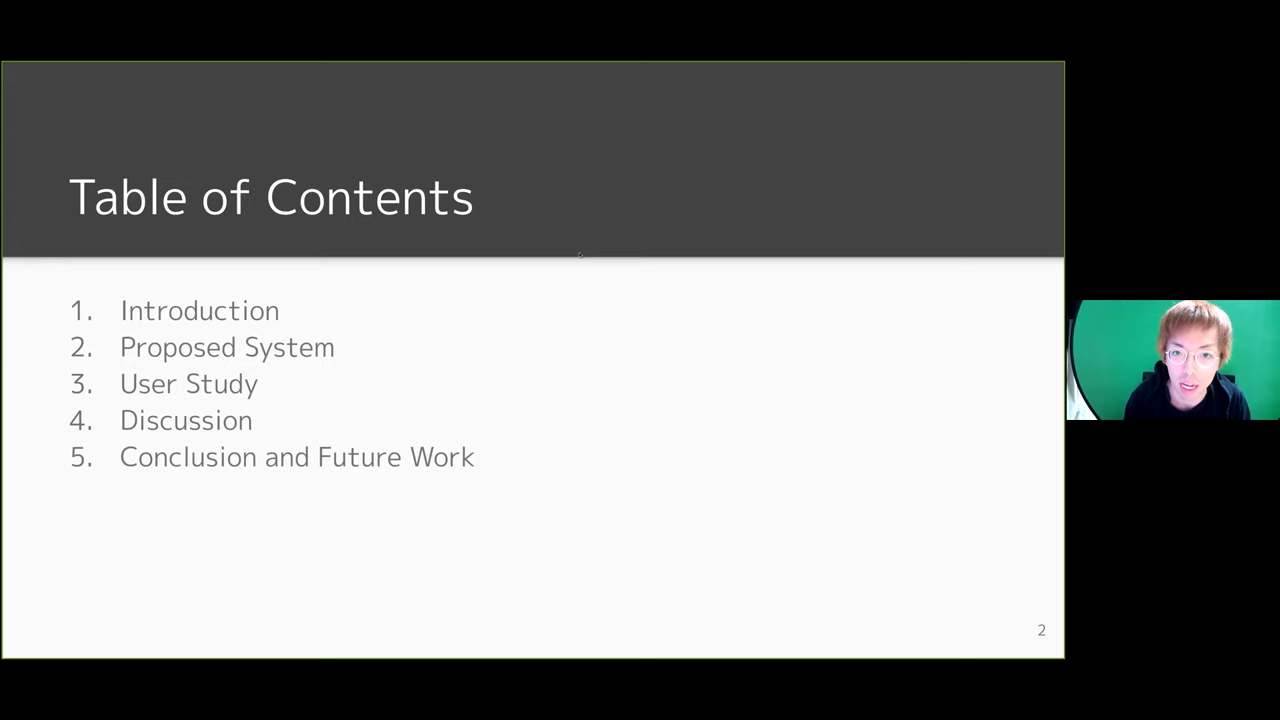 Table of Contents
1. Introduction
2. Proposed System
3. User Study
4. Discussion
5. Conclusion and Future Work
2